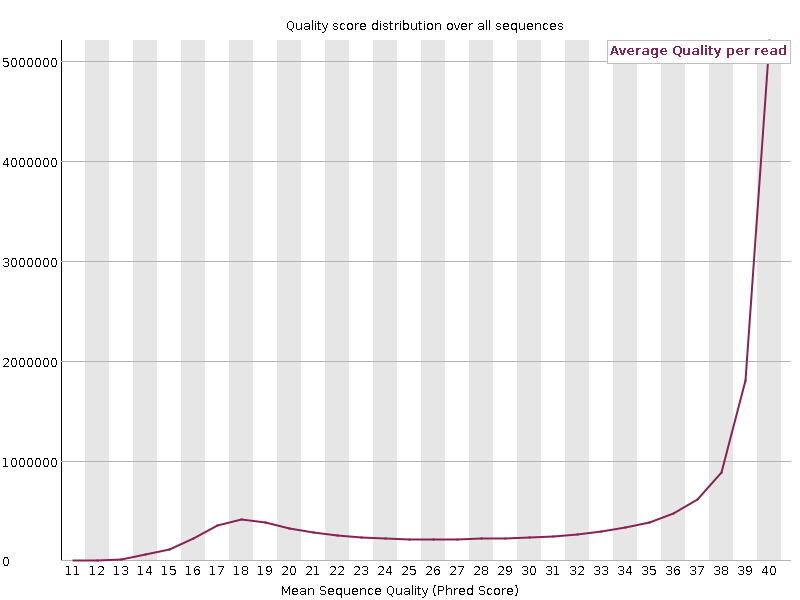 Quality score distribution over all sequences
Average Quality per read
5000000
4000000
3000000
2000000
1000000
0
11 12 13 14 15 16 17 18 19 20 21 22 23 24 25 26 27 28 29 30 31 32 33 34 35 36 37 38 39 40
Mean Sequence Quality (Phred Score)